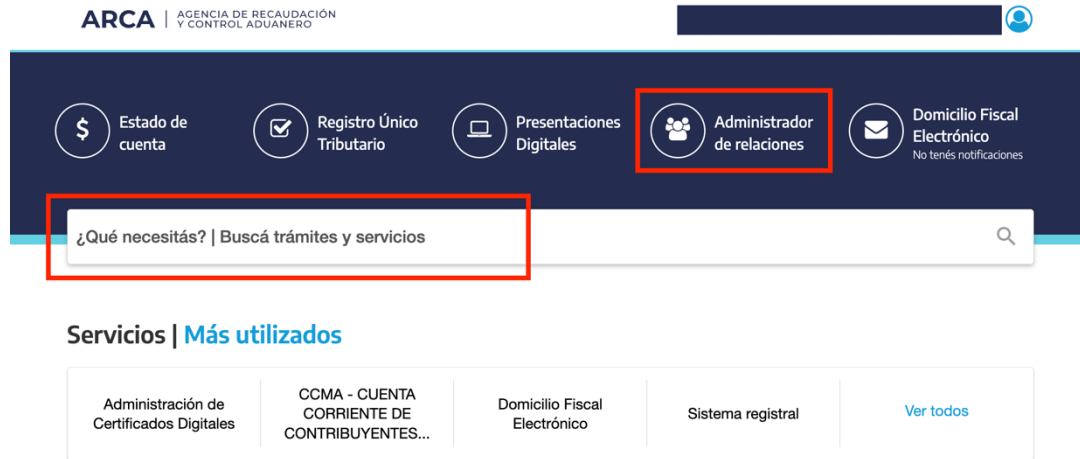 ARCA | AGENCIA DE RECAUDACIÓN
Y CONTROL ADUANERO
Estado de
cuenta
Registro Único
Tributario
Presentaciones
Digitales
Administrador
de relaciones
Domicilio Fiscal
Electrónico
No tenés notificaciones
¿Qué necesitás? | Buscá trámites y servicios
Servicios | Más utilizados
Administración de
Certificados Digitales
CCMA - CUENTA
CORRIENTE DE
CONTRIBUYENTES...
Domicilio Fiscal
Electrónico
Sistema registral
Ver todos